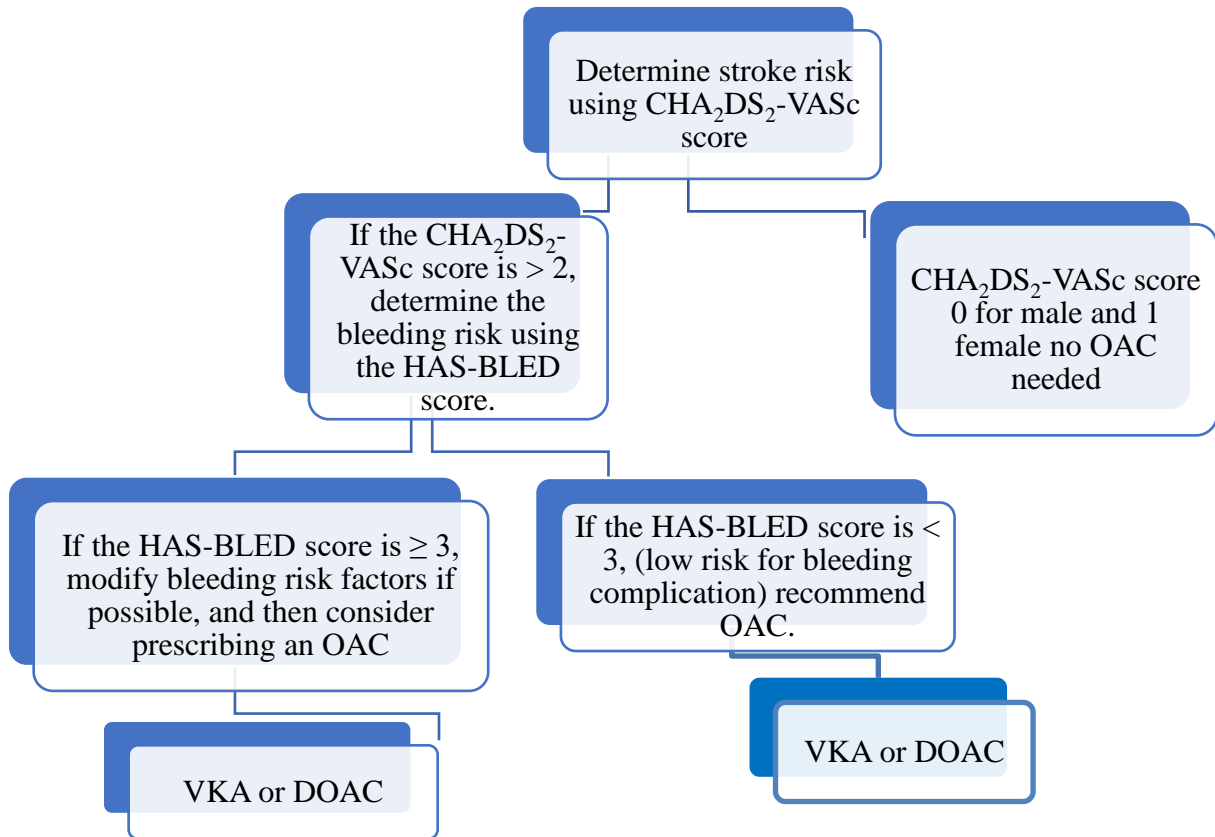 Determine stroke risk
using CHA₂DS₂-VASc
score
If the CHA₂DS₂-
VASc score is > 2,
determine the
bleeding risk using
the HAS-BLED
score.
CHA₂DS₂-VASc score
0 for male and 1
female no OAC
needed
If the HAS-BLED score is ≥ 3,
modify bleeding risk factors if
possible, and then consider
prescribing an OAC
If the HAS-BLED score is <
3, (low risk for bleeding
complication) recommend
OAC.
VKA or DOAC
VKA or DOAC